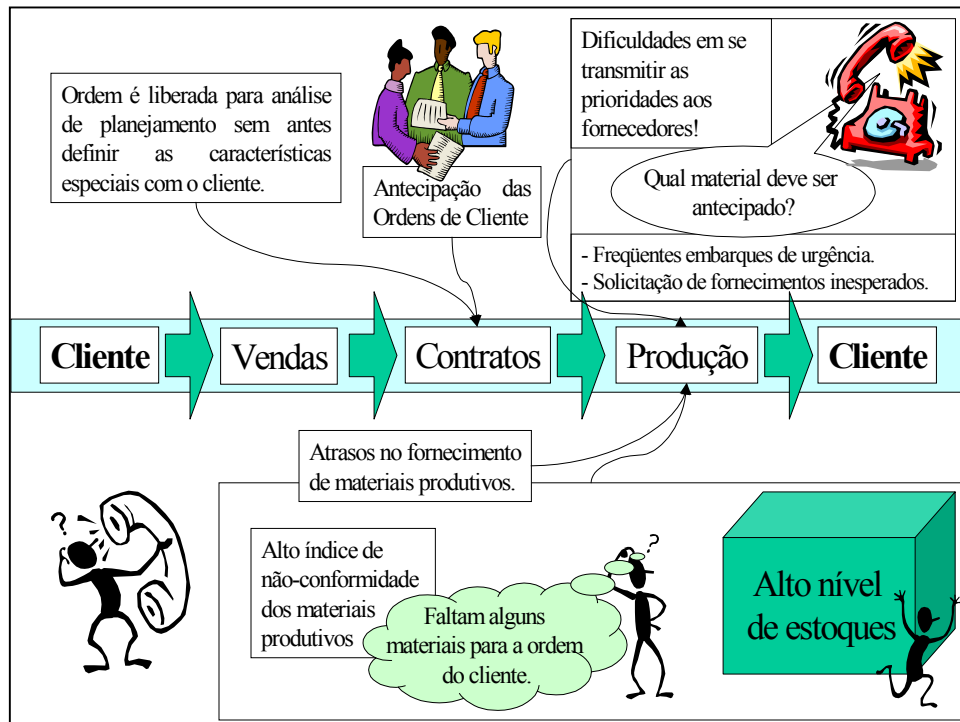 Ordem é liberada para análise
de planejamento sem antes
definir as características
especiais com o cliente.
Antecipação das
Ordens de Cliente
Dificuldades em se
transmitir as
prioridades aos
fornecedores!
Qual material deve ser
antecipado?
- Freqüentes embarques de urgência.
- Solicitação de fornecimentos inesperados.
Cliente
Vendas
Contratos
Produção
Cliente
Atrasos no fornecimento
de materiais produtivos.
?
Alto índice de
não-conformidade
dos materiais
produtivos
?
Faltam alguns
materiais para a ordem
do cliente.
Alto nível
de estoques